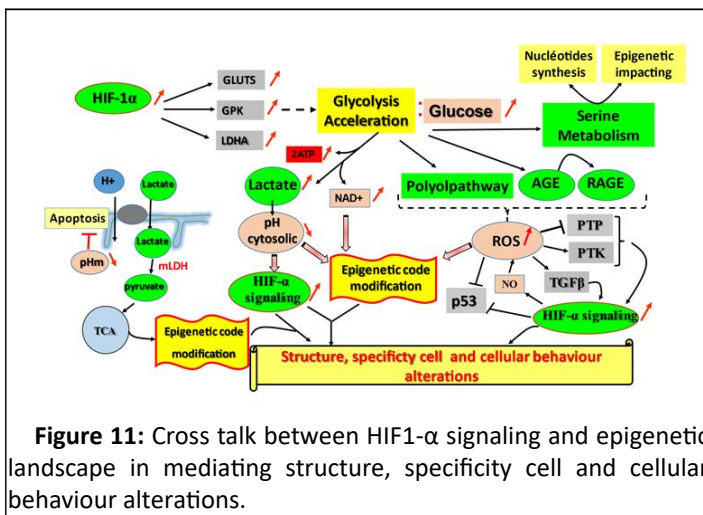 Nucléotides
synthesis
Epigenetic
impacting
GLUTS
HIF-1α
GPK
LDHA
Glycolysis
Acceleration
: Glucose
Serine
Metabolism
2ATP
H+
Lactate
Lactate
NAD+
Polyolpathway
AGE
RAGE
Apoptosis
pH
cytosolic
Lactate
mLDH
pHm
ROS
PTP
PTK
pyruvate
HIF-α
signaling
Epigenetic code
modification
p53
NO
TGFβ
HIF-α signaling
TCA
Epigenetic code
modification
Structure, specificty cell and cellular behaviour
alterations
Figure 11: Cross talk between HIF1-α signaling and epigenetic
landscape in mediating structure, specificity cell and cellular
behaviour alterations.